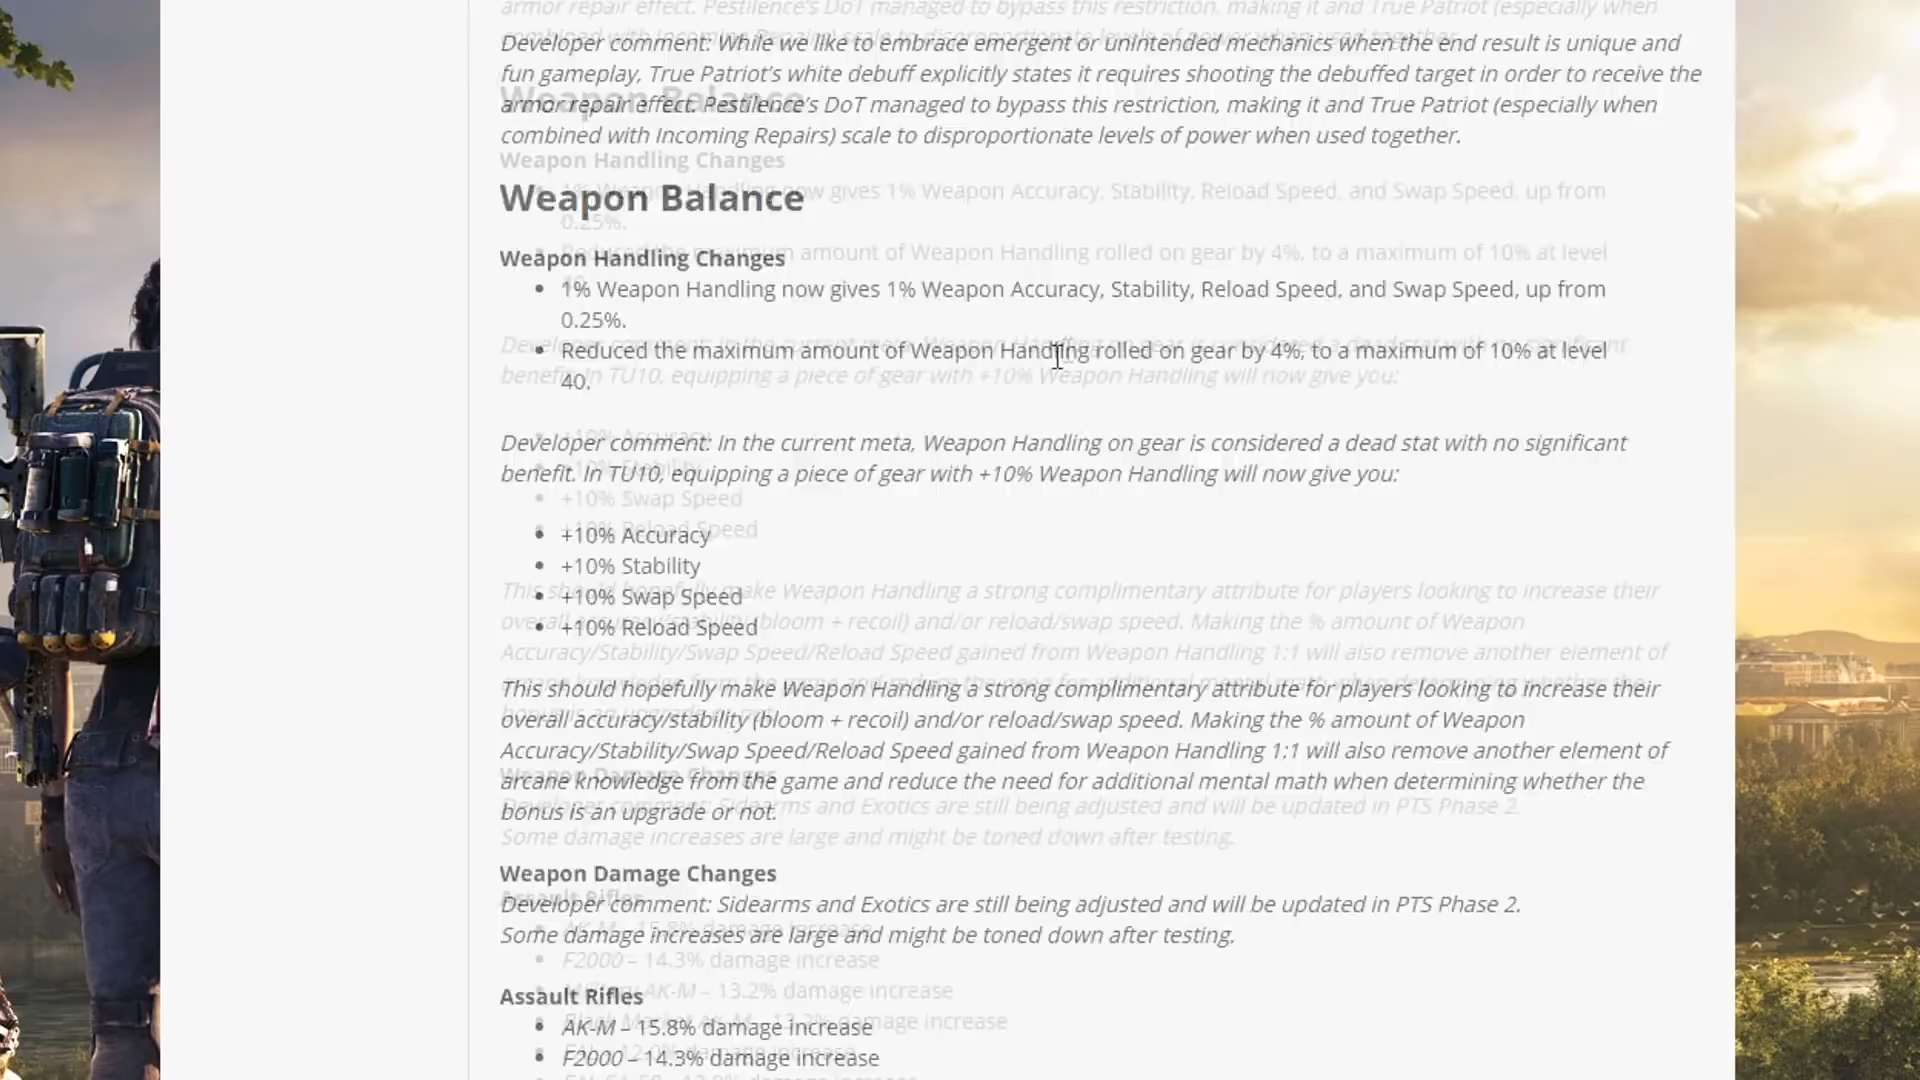 Developer comment: While we like to embrace emergent or unintended mechanics when the end result is unique and
fun gameplay, True Patriot's white debuff explicitly states it requires shooting the debuffed target in order to receive the
armor repair effect. Pestilence's DoT managed to bypass this restriction, making it and True Patriot (especially when
combined with Incoming Repairs) scale to disproportionate levels of power when used together.
Weapon Balance
Weapon Handling Changes
• 1% Weapon Handling now gives 1% Weapon Accuracy, Stability, Reload Speed, and Swap Speed, up from
0.25%.
• Reduced the maximum amount of Weapon Handling rolled on gear by 4%, to a maximum of 10% at level
40.
Developer comment: In the current meta, Weapon Handling on gear is considered a dead stat with no significant
benefit. In TU10, equipping a piece of gear with +10% Weapon Handling will now give you:
• +10% Accuracy
• +10% Stability
• +10% Swap Speed
• +10% Reload Speed
This should hopefully make Weapon Handling a strong complimentary attribute for players looking to increase their
overall accuracy/stability (bloom + recoil) and/or reload/swap speed. Making the % amount of Weapon
Accuracy/Stability/Swap Speed/Reload Speed gained from Weapon Handling 1:1 will also remove another element of
arcane knowledge from the game and reduce the need for additional mental math when determining whether the
bonus is an upgrade or not.
Weapon Damage Changes
Developer comment: Sidearms and Exotics are still being adjusted and will be updated in PTS Phase 2.
Some damage increases are large and might be toned down after testing.
Assault Rifles
• AK-M – 15.8% damage increase
• F2000 – 14.3% damage increase